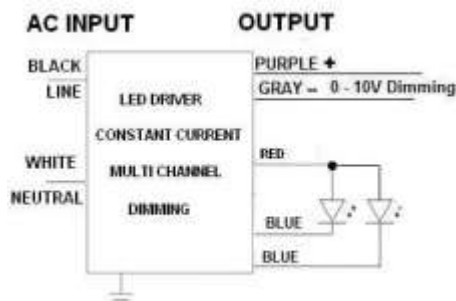 AC INPUT
OUTPUT
BLACK
LINE
WHITE
NEUTRAL
LED DRIVER
CONSTANT CURRENT
MULTI CHANNEL
DIMMING
PURPLE +
GRAY – 0 - 10V Dimming
RED
BLUE
BLUE